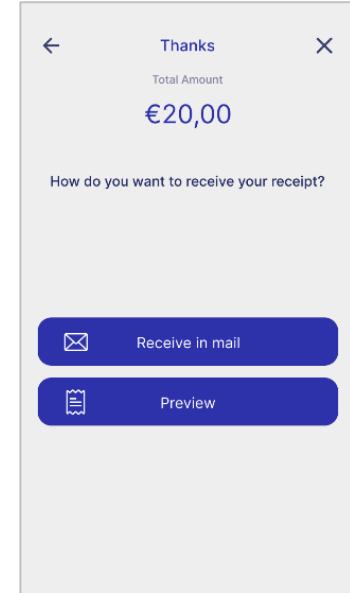 Thanks
Total Amount
€20,00
How do you want to receive your receipt?
Receive in mail
Preview